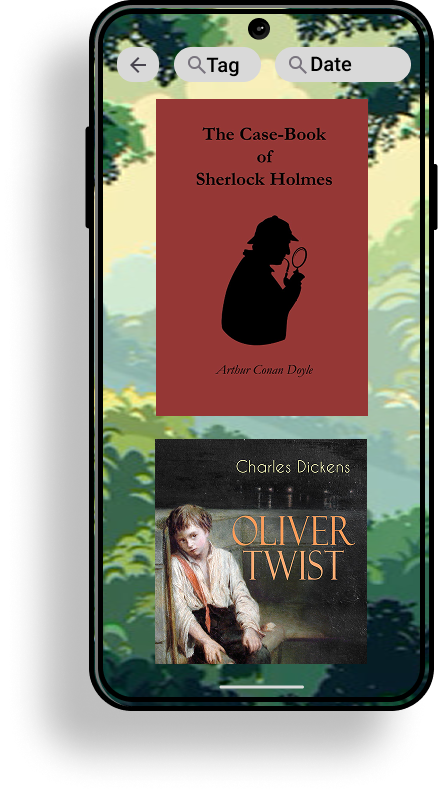 Tag
Date
The Case-Book
of
Sherlock Holmes
Arthur Conan Doyle
Charles Dickens
OLIVER
TWIST